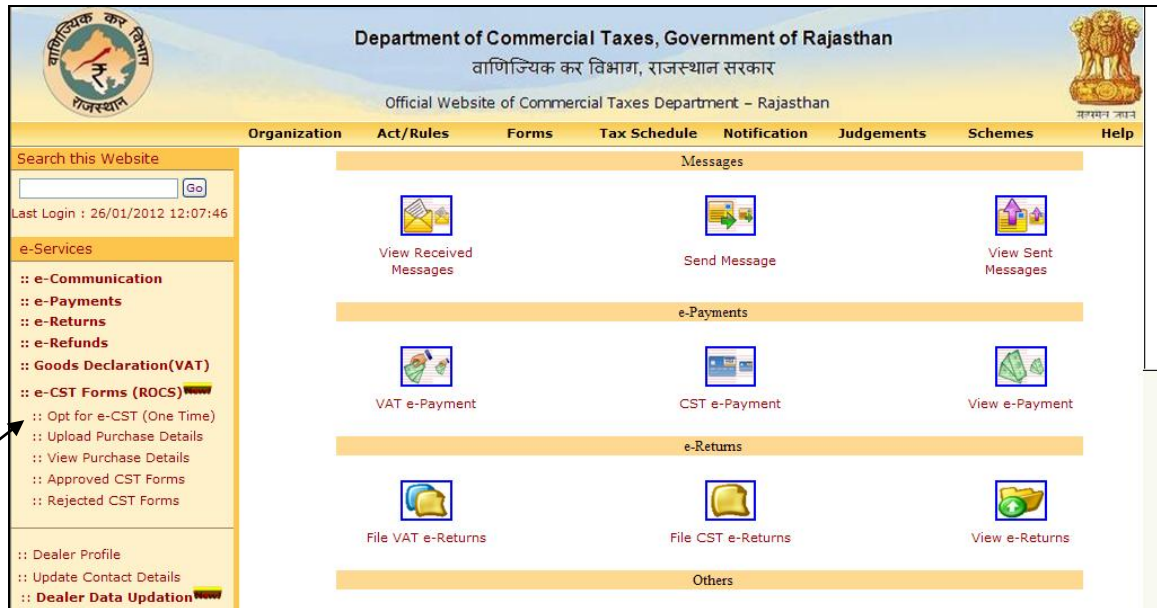 वाणिज्यिक कर विभाग
राजस्थान
Department of Commercial Taxes, Government of Rajasthan
वाणिज्यिक कर विभाग, राजस्थान सरकार
Official Website of Commercial Taxes Department – Rajasthan
Organization Act/Rules Forms Tax Schedule Notification Judgements Schemes Help
Search this Website
Go
Last Login : 26/01/2012 12:07:46
e-Services
:: e-Communication
:: e-Payments
:: e-Returns
:: e-Refunds
:: Goods Declaration(VAT)
:: e-CST Forms (ROCS) New!
:: Opt for e-CST (One Time)
:: Upload Purchase Details
:: View Purchase Details
:: Approved CST Forms
:: Rejected CST Forms
:: Dealer Profile
:: Update Contact Details
:: Dealer Data Updation New!
Messages
View Received
Messages
Send Message
View Sent
Messages
e-Payments
VAT e-Payment
CST e-Payment
View e-Payment
e-Returns
File VAT e-Returns
File CST e-Returns
View e-Returns
Others